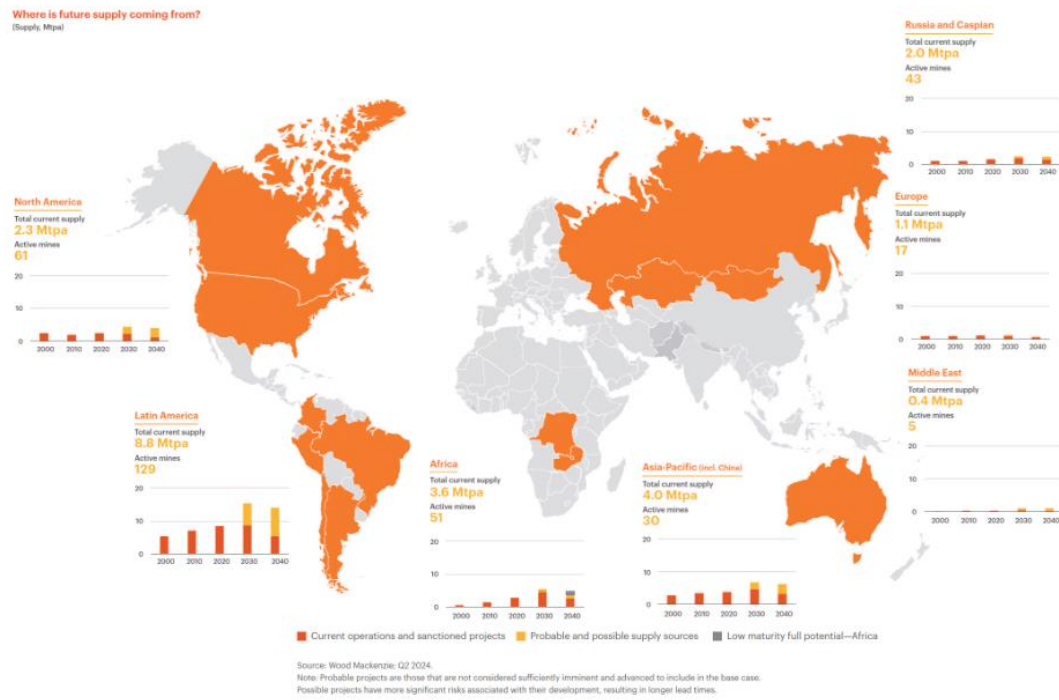 Where is future supply coming from?
(Supply, Mtpa)
North America
Total current supply
2.3 Mtpa
Active mines
61
20
10
0
2000 2010 2020 2030 2040
Latin America
Total current supply
8.8 Mtpa
Active mines
129
20
10
0
2000 2010 2020 2030 2040
Africa
Total current supply
3.6 Mtpa
Active mines
51
20
10
0
2000 2010 2020 2030 2040
Asia-Pacific (incl. China)
Total current supply
4.0 Mtpa
Active mines
30
20
10
0
2000 2010 2020 2030 2040
Russia and Caspian
Total current supply
2.0 Mtpa
Active mines
43
20
10
0
2000 2010 2020 2030 2040
Europe
Total current supply
1.1 Mtpa
Active mines
17
20
10
0
2000 2010 2020 2030 2040
Middle East
Total current supply
0.4 Mtpa
Active mines
5
20
10
0
2000 2010 2020 2030 2040
Current operations and sanctioned projects Probable and possible supply sources Low maturity full potential—Africa
Source: Wood Mackenzie; Q2 2024.
Note: Probable projects are those that are not considered sufficiently imminent and advanced to include in the base case.
Possible projects have more significant risks associated with their development, resulting in longer lead times.